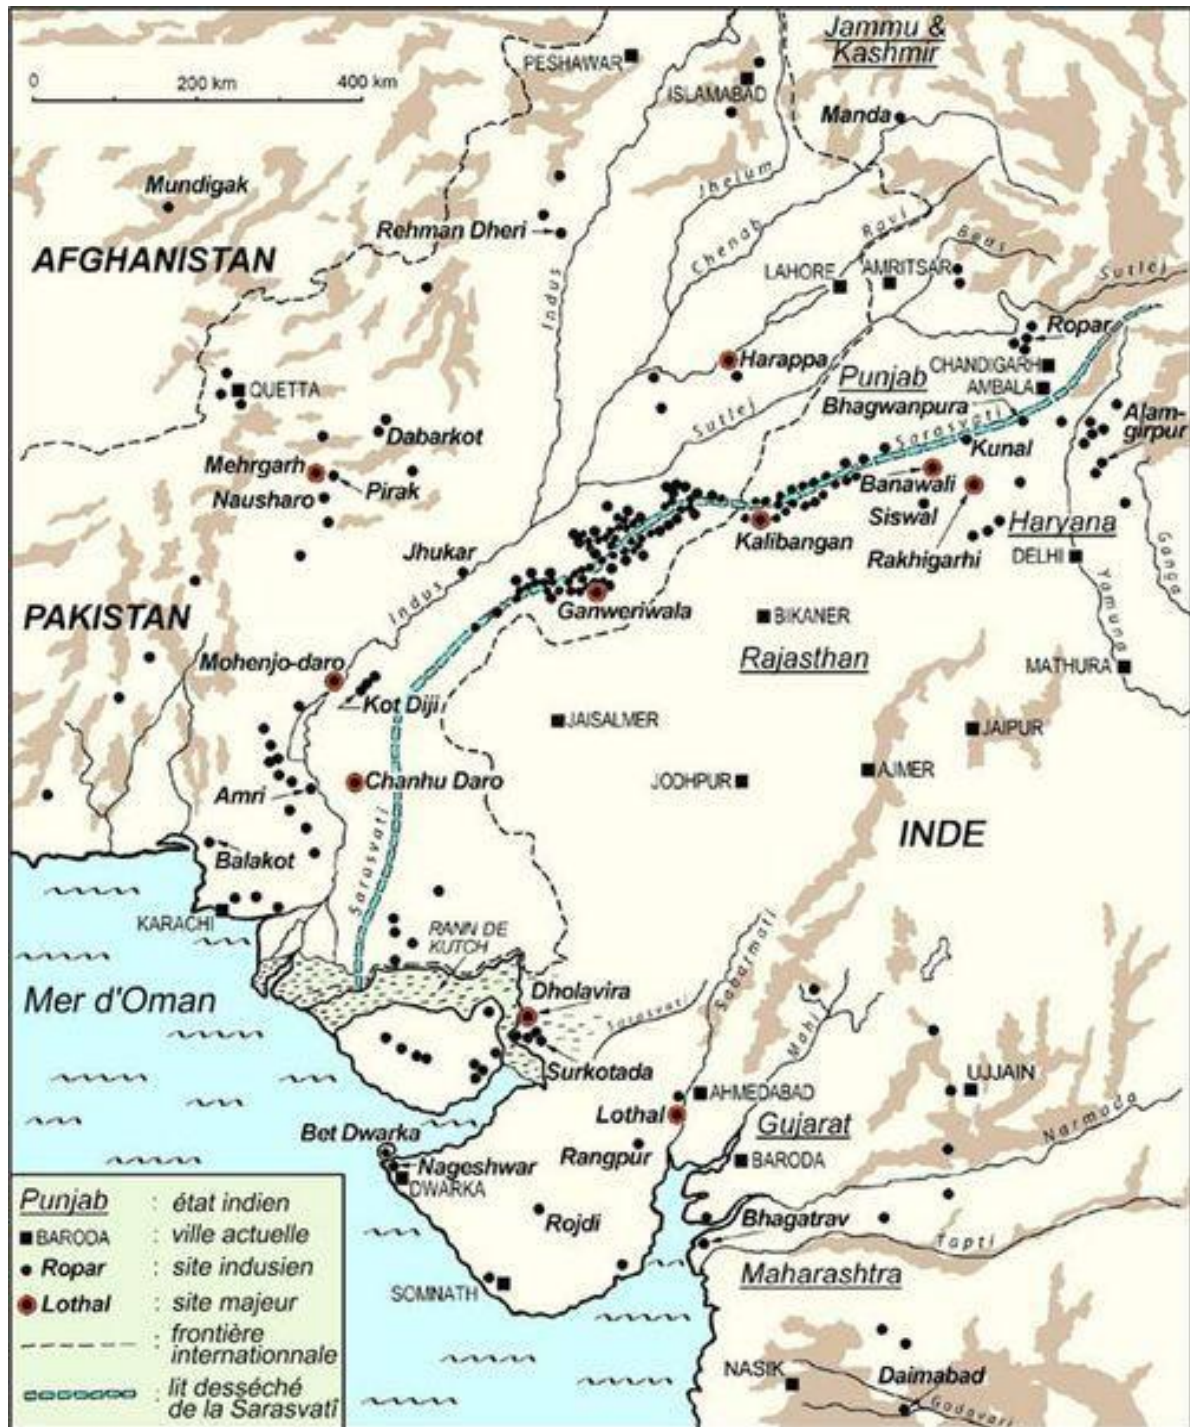 Jammu &
Kashmir
PESHAWAR
ISLAMABAD
0
200 km
400 km
Manda
Mundigak
Jhelum
Rehman Dheri
Chenab
Ravi
Beas
AFGHANISTAN
LAHORE
AMRITSAR
Sutlej
Indus
Ropar
Harappa
CHANDIGARH
Punjab
AMBALA
QUETTA
Bhagwanpura
Sutlej
Sarasvati
Alam-
girpur
Dabarkot
Kunal
Mehrgarh
Pirak
Banawali
Nausharo
Siswal
Haryana
Kalibangan
Rakhigarhi
DELHI
Jhukar
Ganga
Indus
Ganweriwala
Yamuna
PAKISTAN
BIKANER
Mohenjo-daro
Rajasthan
MATHURA
Kot Diji
JAISALMER
JAIPUR
Chanhu Daro
JODHPUR
AJMER
Amri
INDE
Balakot
Sarasvati
KARACHI
RANN DE
KUTCH
Sabarmati
Mer d'Oman
Dholavira
Sarasvati
Mahi
Surkotada
AHMEDABAD
UJJAIN
Lothal
Gujarat
Narmada
Bet Dwarka
Rangpur
BARODA
Nageshwar
DWARKA
Rojdi
Bhagatrav
Tapti
Maharashtra
SOMNATH
NASIK
Daimabad
Godavari
Punjab : état indien
BARODA : ville actuelle
Ropar : site indusien
Lothal : site majeur
: frontière
internationnale
: lit desséché
de la Sarasvatî